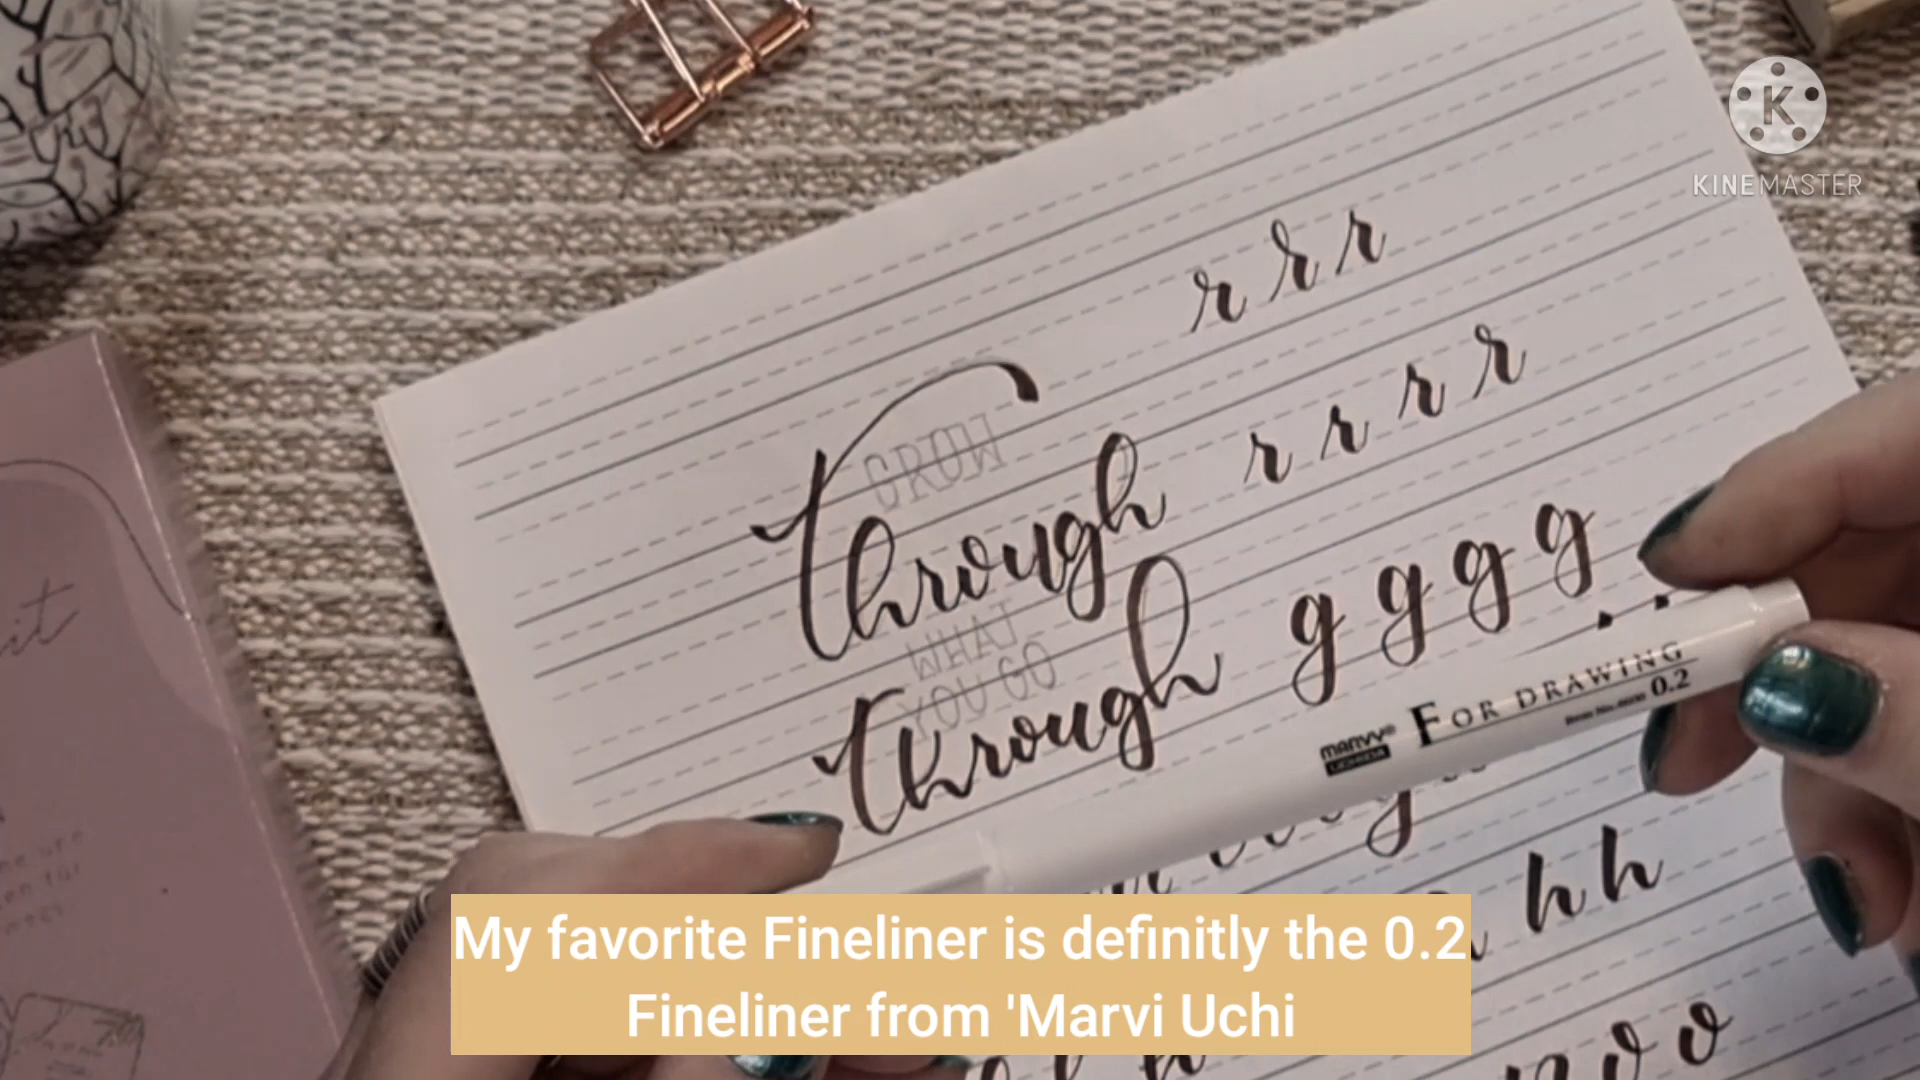 KINEMASTER
r r r
GROW
through
r r r r
WHAT
YOU GO
through
g g g g
MARVY®
UCHIDA
FOR DRAWING
0.2
h h
My favorite Fineliner is definitly the 0.2
Fineliner from 'Marvi Uchi